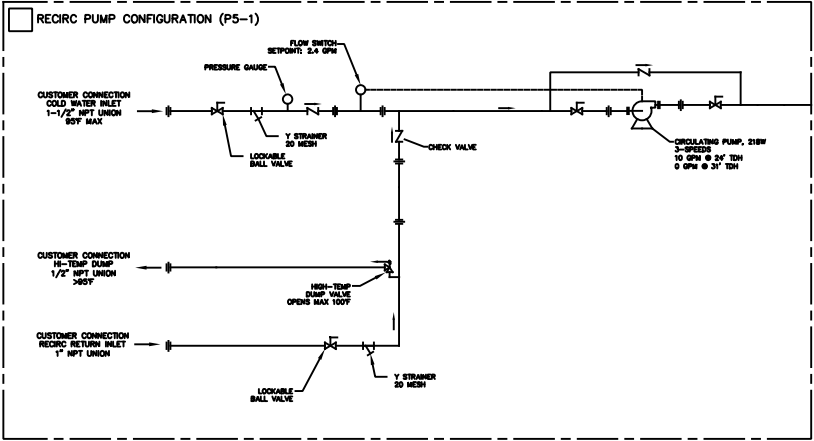 RECIRC PUMP CONFIGURATION (P5-1)
FLOW SWITCH
SETPOINT: 2.4 GPM
PRESSURE GAUGE
CUSTOMER CONNECTION
COLD WATER INLET
1-1/2" NPT UNION
95°F MAX
Y STRAINER
20 MESH
LOCKABLE
BALL VALVE
CHECK VALVE
CIRCULATING PUMP, 218W
3-SPEEDS
10 GPM @ 24' TDH
0 GPM @ 31' TDH
CUSTOMER CONNECTION
HI-TEMP DUMP
1/2" NPT UNION
>95°F
HIGH-TEMP
DUMP VALVE
OPENS MAX 100°F
CUSTOMER CONNECTION
RECIRC RETURN INLET
1" NPT UNION
Y STRAINER
20 MESH
LOCKABLE
BALL VALVE